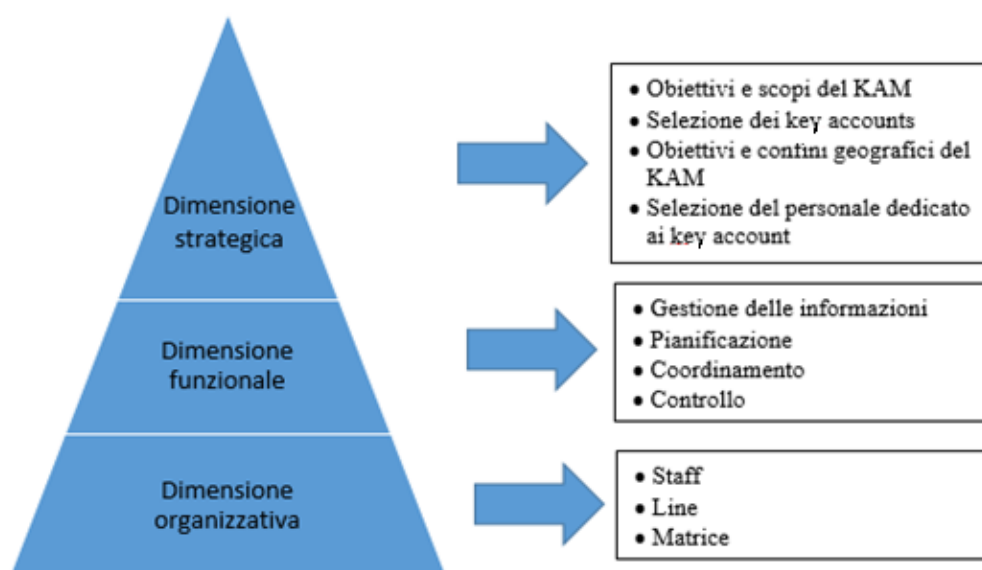 Dimensione
strategica
• Obiettivi e scopi del KAM
• Selezione dei key accounts
• Obiettivi e confini geografici del
KAM
• Selezione del personale dedicato
ai key account
Dimensione
funzionale
• Gestione delle informazioni
• Pianificazione
• Coordinamento
• Controllo
Dimensione
organizzativa
• Staff
• Line
• Matrice